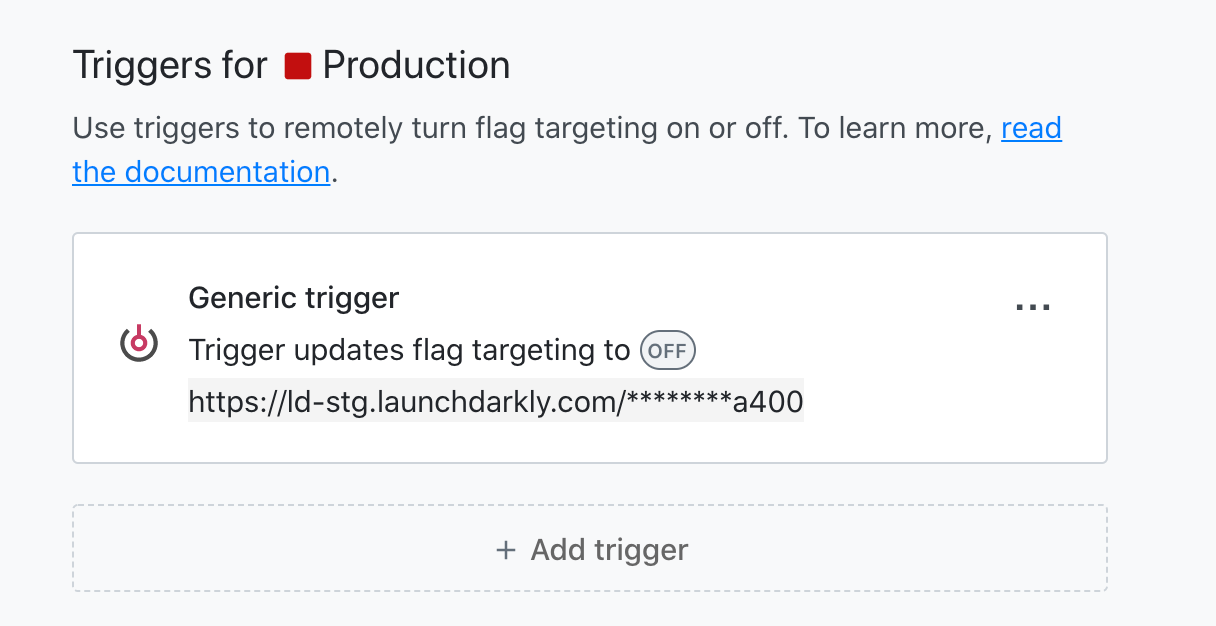 Triggers for Production
Use triggers to remotely turn flag targeting on or off. To learn more, read
the documentation.
Generic trigger
...
Trigger updates flag targeting to OFF
https://ld-stg.launchdarkly.com/********a400
+ Add trigger